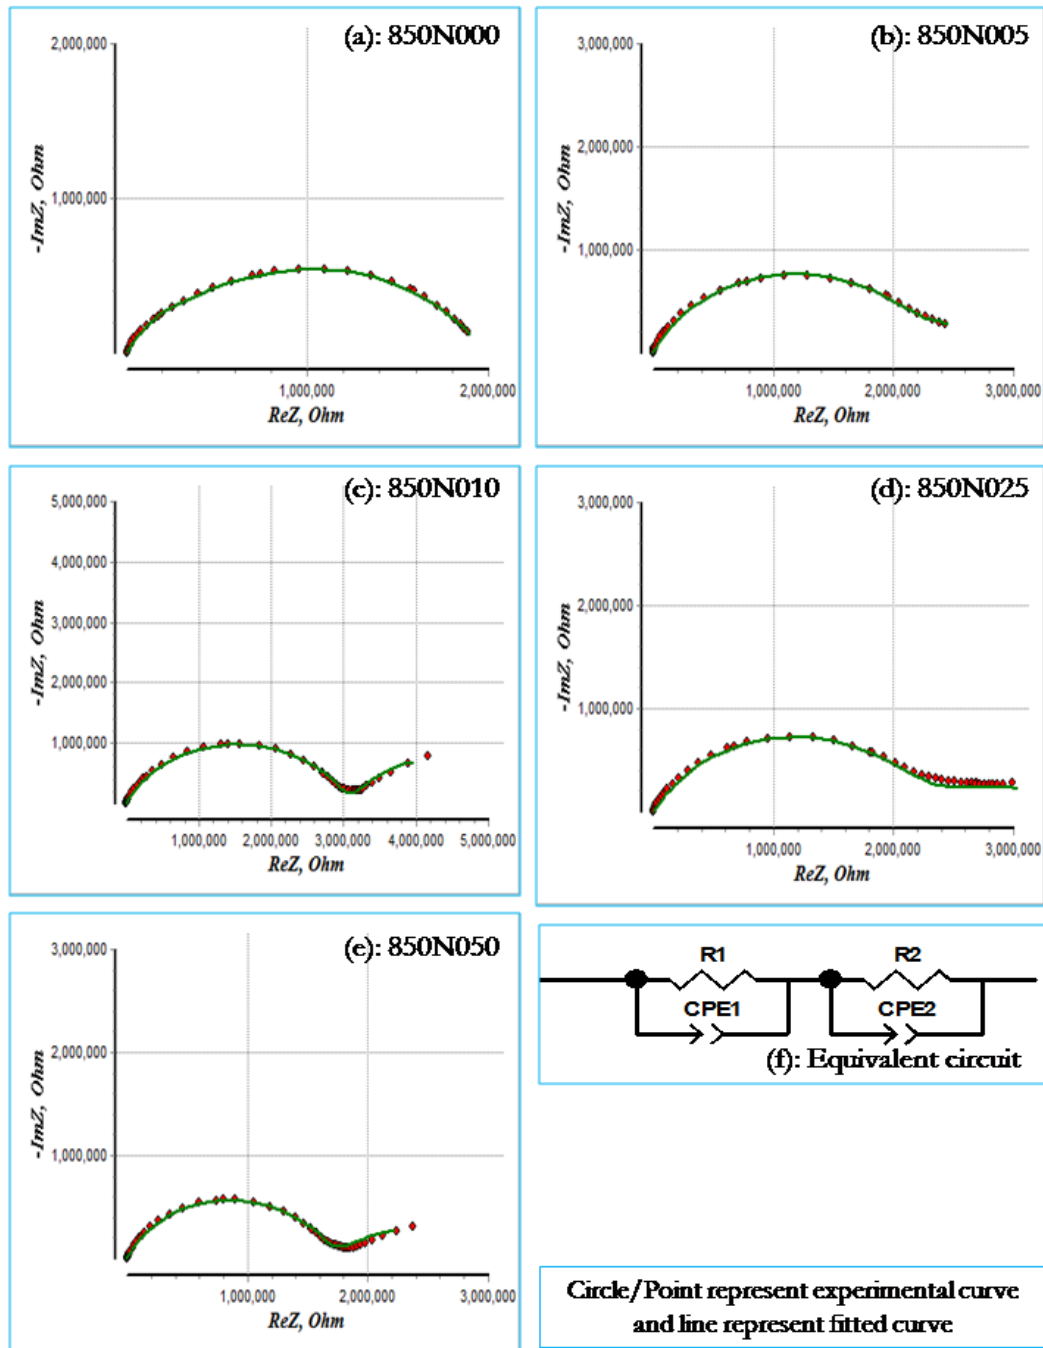 (a): 850N000
2,000,000
1,000,000
-ImZ, Ohm
1,000,000
2,000,000
ReZ, Ohm
(b): 850N005
3,000,000
2,000,000
1,000,000
-ImZ, Ohm
1,000,000
2,000,000
3,000,000
ReZ, Ohm
(c): 850N010
5,000,000
4,000,000
3,000,000
2,000,000
1,000,000
-ImZ, Ohm
1,000,000
2,000,000
3,000,000
4,000,000
5,000,000
ReZ, Ohm
(d): 850N025
3,000,000
2,000,000
1,000,000
-ImZ, Ohm
1,000,000
2,000,000
3,000,000
ReZ, Ohm
(e): 850N050
3,000,000
2,000,000
1,000,000
-ImZ, Ohm
1,000,000
2,000,000
3,000,000
ReZ, Ohm
R1
R2
CPE1
CPE2
(f): Equivalent circuit
Circle/Point represent experimental curve
and line represent fitted curve